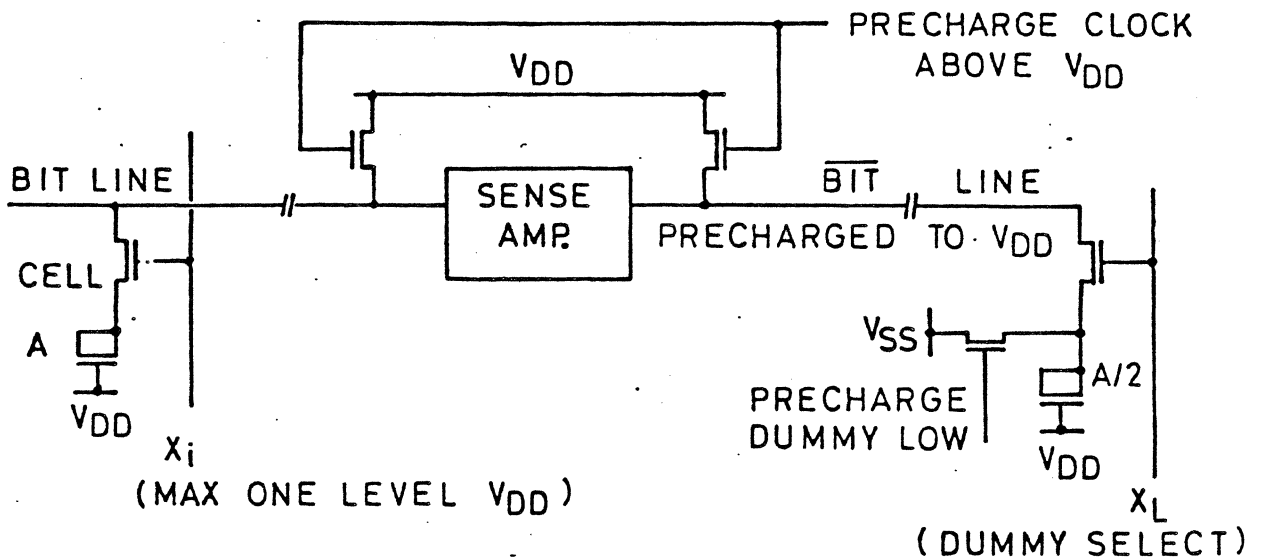 PRECHARGE CLOCK
ABOVE VDD
VDD
BIT LINE
BIT LINE
SENSE
AMP.
PRECHARGED TO VDD
CELL
A
VDD
Xi
(MAX ONE LEVEL VDD)
VSS
A/2
PRECHARGE
DUMMY LOW
VDD
XL
(DUMMY SELECT)